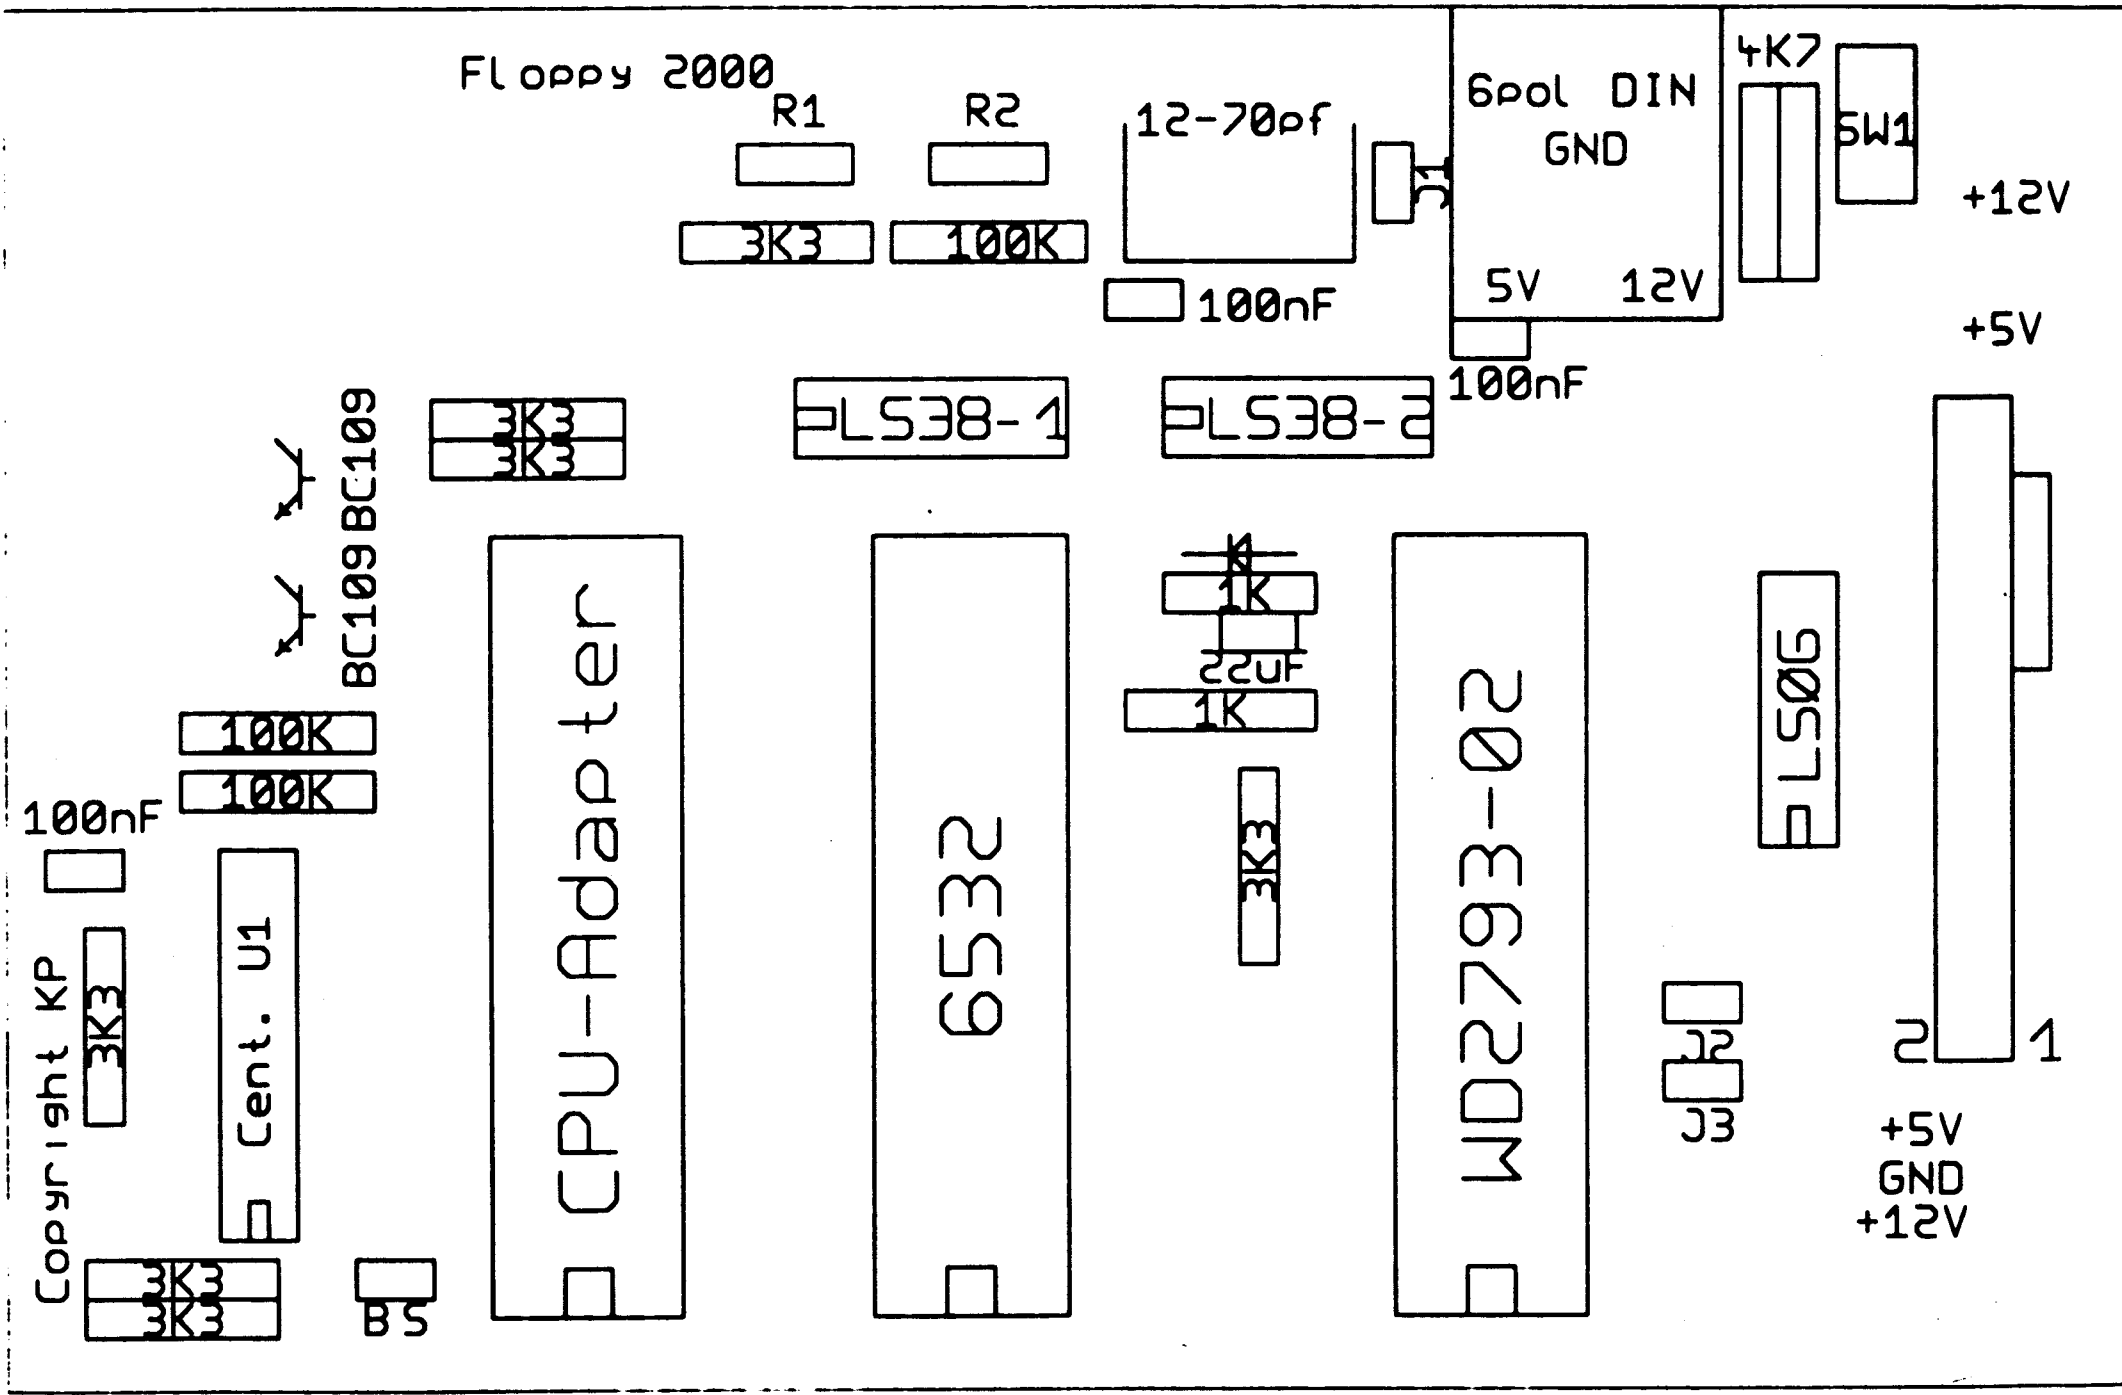 Floppy 2000
R1
R2
12-70pf
J1
6pol DIN
GND
5V 12V
4K7
SW1
+12V
+5V
3K3
100K
100nF
100nF
BC109
BC109
3K3
3K3
LS38-1
LS38-2
CPU-Adapter
6532
1K
22uF
1K
3K3
WD2793-02
LS06
100K
100K
100nF
Copyright KP
3K3
Cent. U1
3K3
3K3
BS
J2
J3
2
1
+5V
GND
+12V